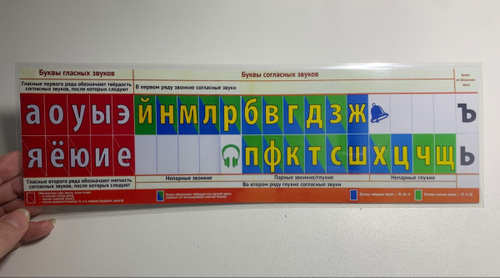 Буквы гласных звуков
Буквы согласных звуков
Гласные первого ряда обозначают твёрдость
согласных звуков, после которых следуют
В первом ряду звонкие согласные звуки
а о у ы э й н м л р б в г д з ж ъ
я ё ю и е п ф к т с ш х ц ч щ ь
Гласные второго ряда обозначают мягкость
согласных звуков, после которых следуют
Непарные звонкие
Парные звонкие/глухие
Непарные глухие
Во втором ряду глухие согласные звуки